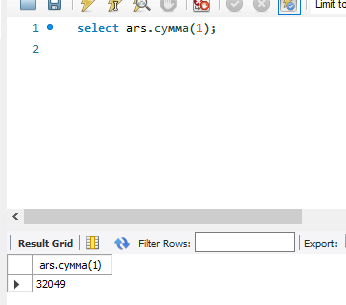 Limit to
1 select ars.сумма(1);
2
Result Grid Filter Rows: Export:
ars.сумма(1)
32049